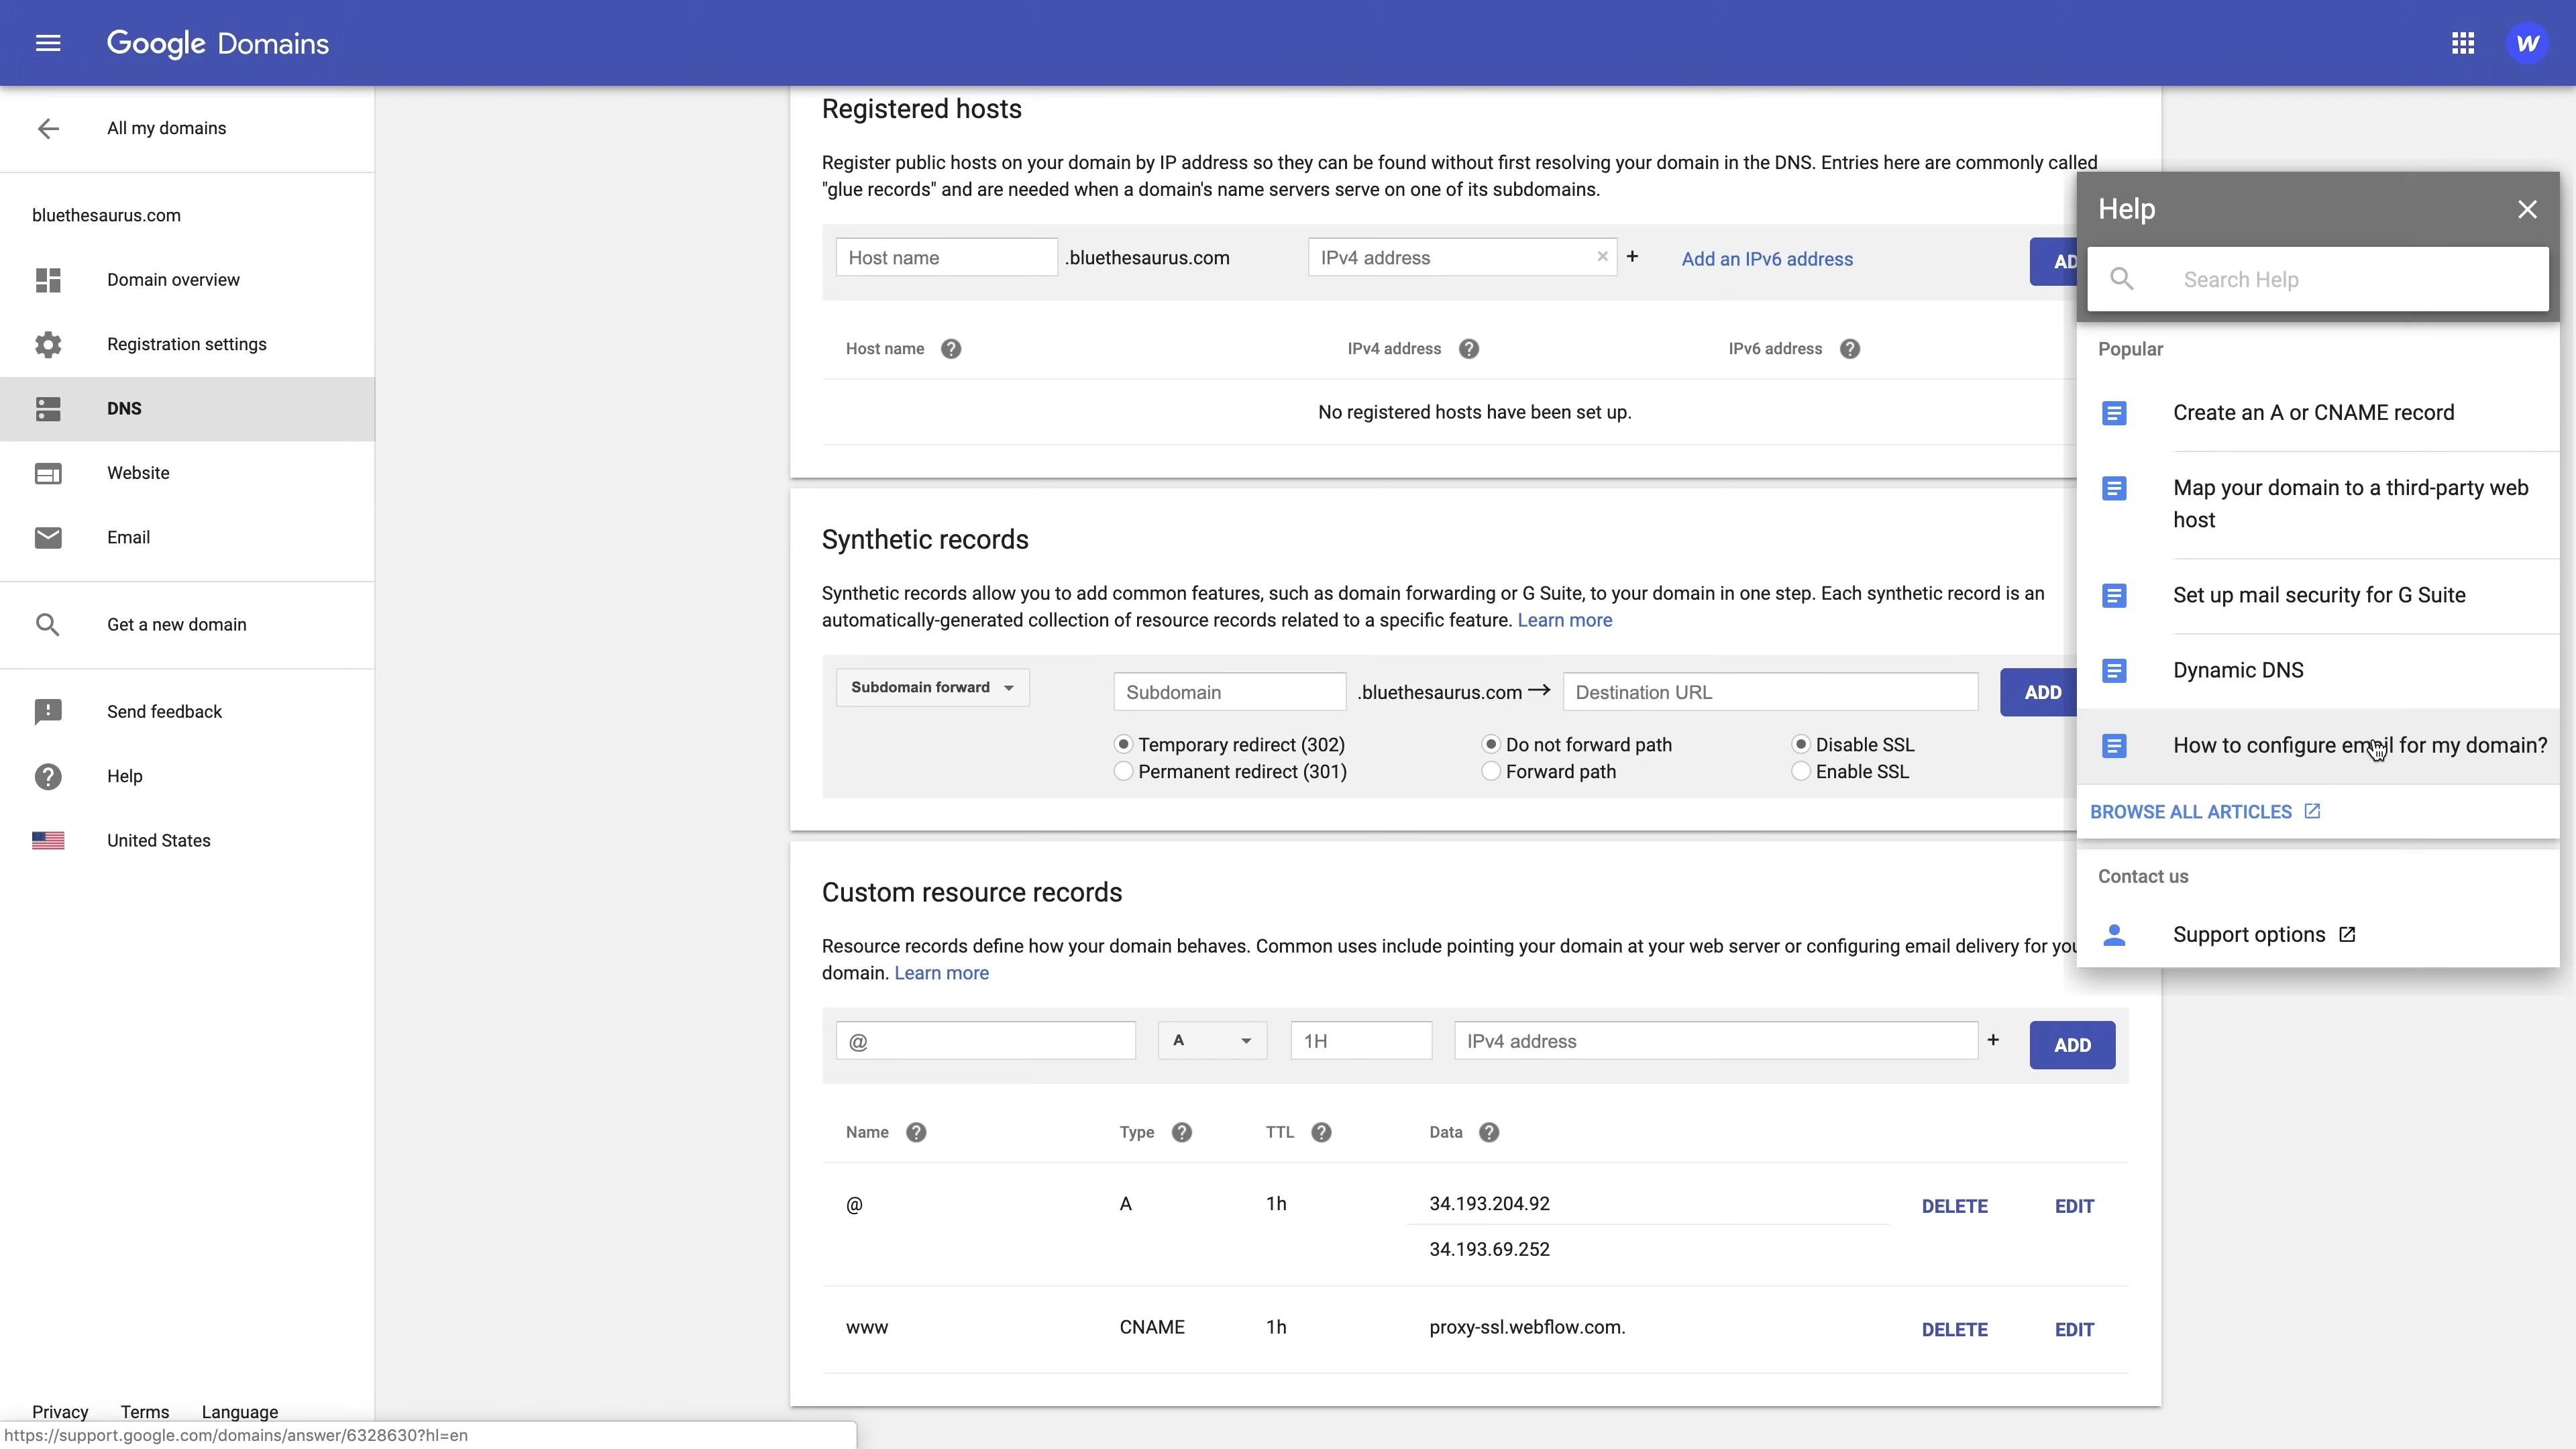 Google Domains
W
All my domains
bluethesaurus.com
Domain overview
Registration settings
DNS
Website
Email
Get a new domain
Send feedback
Help
United States
Privacy Terms Language
https://support.google.com/domains/answer/6328630?hl=en
Registered hosts
Register public hosts on your domain by IP address so they can be found without first resolving your domain in the DNS. Entries here are commonly called
"glue records" and are needed when a domain's name servers serve on one of its subdomains.
Host name .bluethesaurus.com IPv4 address × + Add an IPv6 address AD
Host name ? IPv4 address ? IPv6 address ?
No registered hosts have been set up.
Synthetic records
Synthetic records allow you to add common features, such as domain forwarding or G Suite, to your domain in one step. Each synthetic record is an
automatically-generated collection of resource records related to a specific feature. Learn more
Subdomain forward Subdomain .bluethesaurus.com → Destination URL ADD
Temporary redirect (302) Do not forward path Disable SSL
Permanent redirect (301) Forward path Enable SSL
Custom resource records
Resource records define how your domain behaves. Common uses include pointing your domain at your web server or configuring email delivery for you
domain. Learn more
@ A 1H IPv4 address + ADD
Name ? Type ? TTL ? Data ?
@ A 1h 34.193.204.92 DELETE EDIT
34.193.69.252
www CNAME 1h proxy-ssl.webflow.com. DELETE EDIT
Help
Search Help
Popular
Create an A or CNAME record
Map your domain to a third-party web
host
Set up mail security for G Suite
Dynamic DNS
How to configure email for my domain?
BROWSE ALL ARTICLES
Contact us
Support options